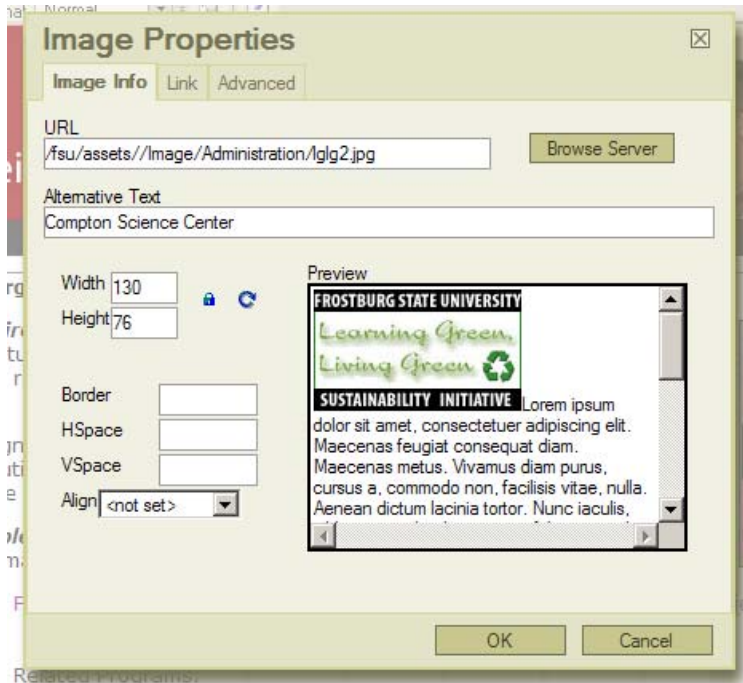 Normal
Image Properties
Image Info Link Advanced
URL
/fsu/assets//Image/Administration/lglg2.jpg
Browse Server
Alternative Text
Compton Science Center
Width 130
Height 76
Preview
FROSTBURG STATE UNIVERSITY
Learning Green,
Living Green
SUSTAINABILITY INITIATIVE Lorem ipsum
dolor sit amet, consectetuer adipiscing elit.
Maecenas feugiat consequat diam.
Maecenas metus. Vivamus diam purus,
cursus a, commodo non, facilisis vitae, nulla.
Aenean dictum lacinia tortor. Nunc iaculis,
Border
HSpace
VSpace
Align <not set>
OK Cancel
Related Programs: